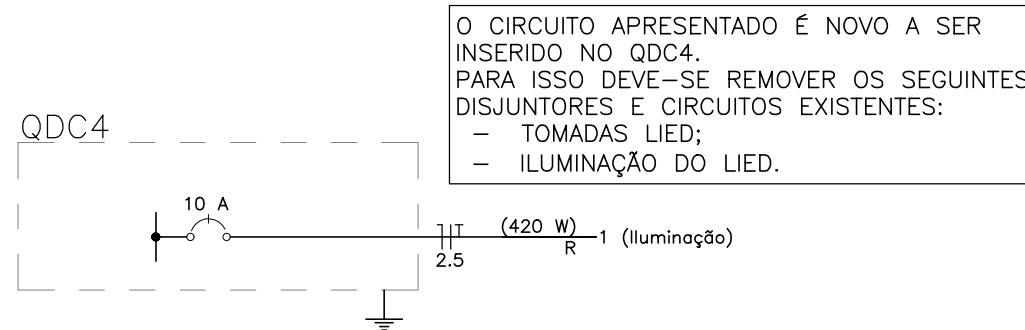 O CIRCUITO APRESENTADO É NOVO A SER
INSERIDO NO QDC4.
PARA ISSO DEVE-SE REMOVER OS SEGUINTES
DISJUNTORES E CIRCUITOS EXISTENTES:
- TOMADAS LIED;
- ILUMINAÇÃO DO LIED.
QDC4
10 A
(420 W)
R
1 (Iluminação)
2.5